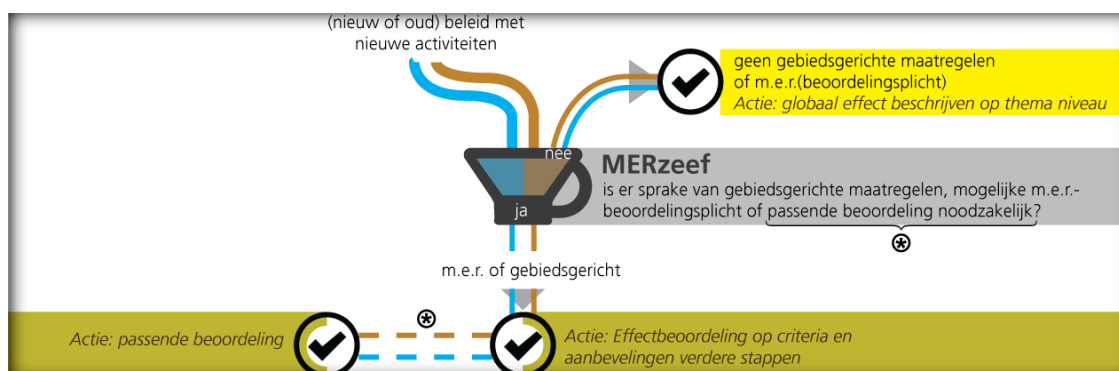 (nieuw of oud) beleid met
nieuwe activiteiten
geen gebiedsgerichte maatregelen
of m.e.r.(beoordelingsplicht)
Actie: globaal effect beschrijven op thema niveau
nee
MERzeef
is er sprake van gebiedsgerichte maatregelen, mogelijke m.e.r.-
beoordelingsplicht of passende beoordeling noodzakelijk?
ja
m.e.r. of gebiedsgericht
Actie: passende beoordeling
Actie: Effectbeoordeling op criteria en
aanbevelingen verdere stappen